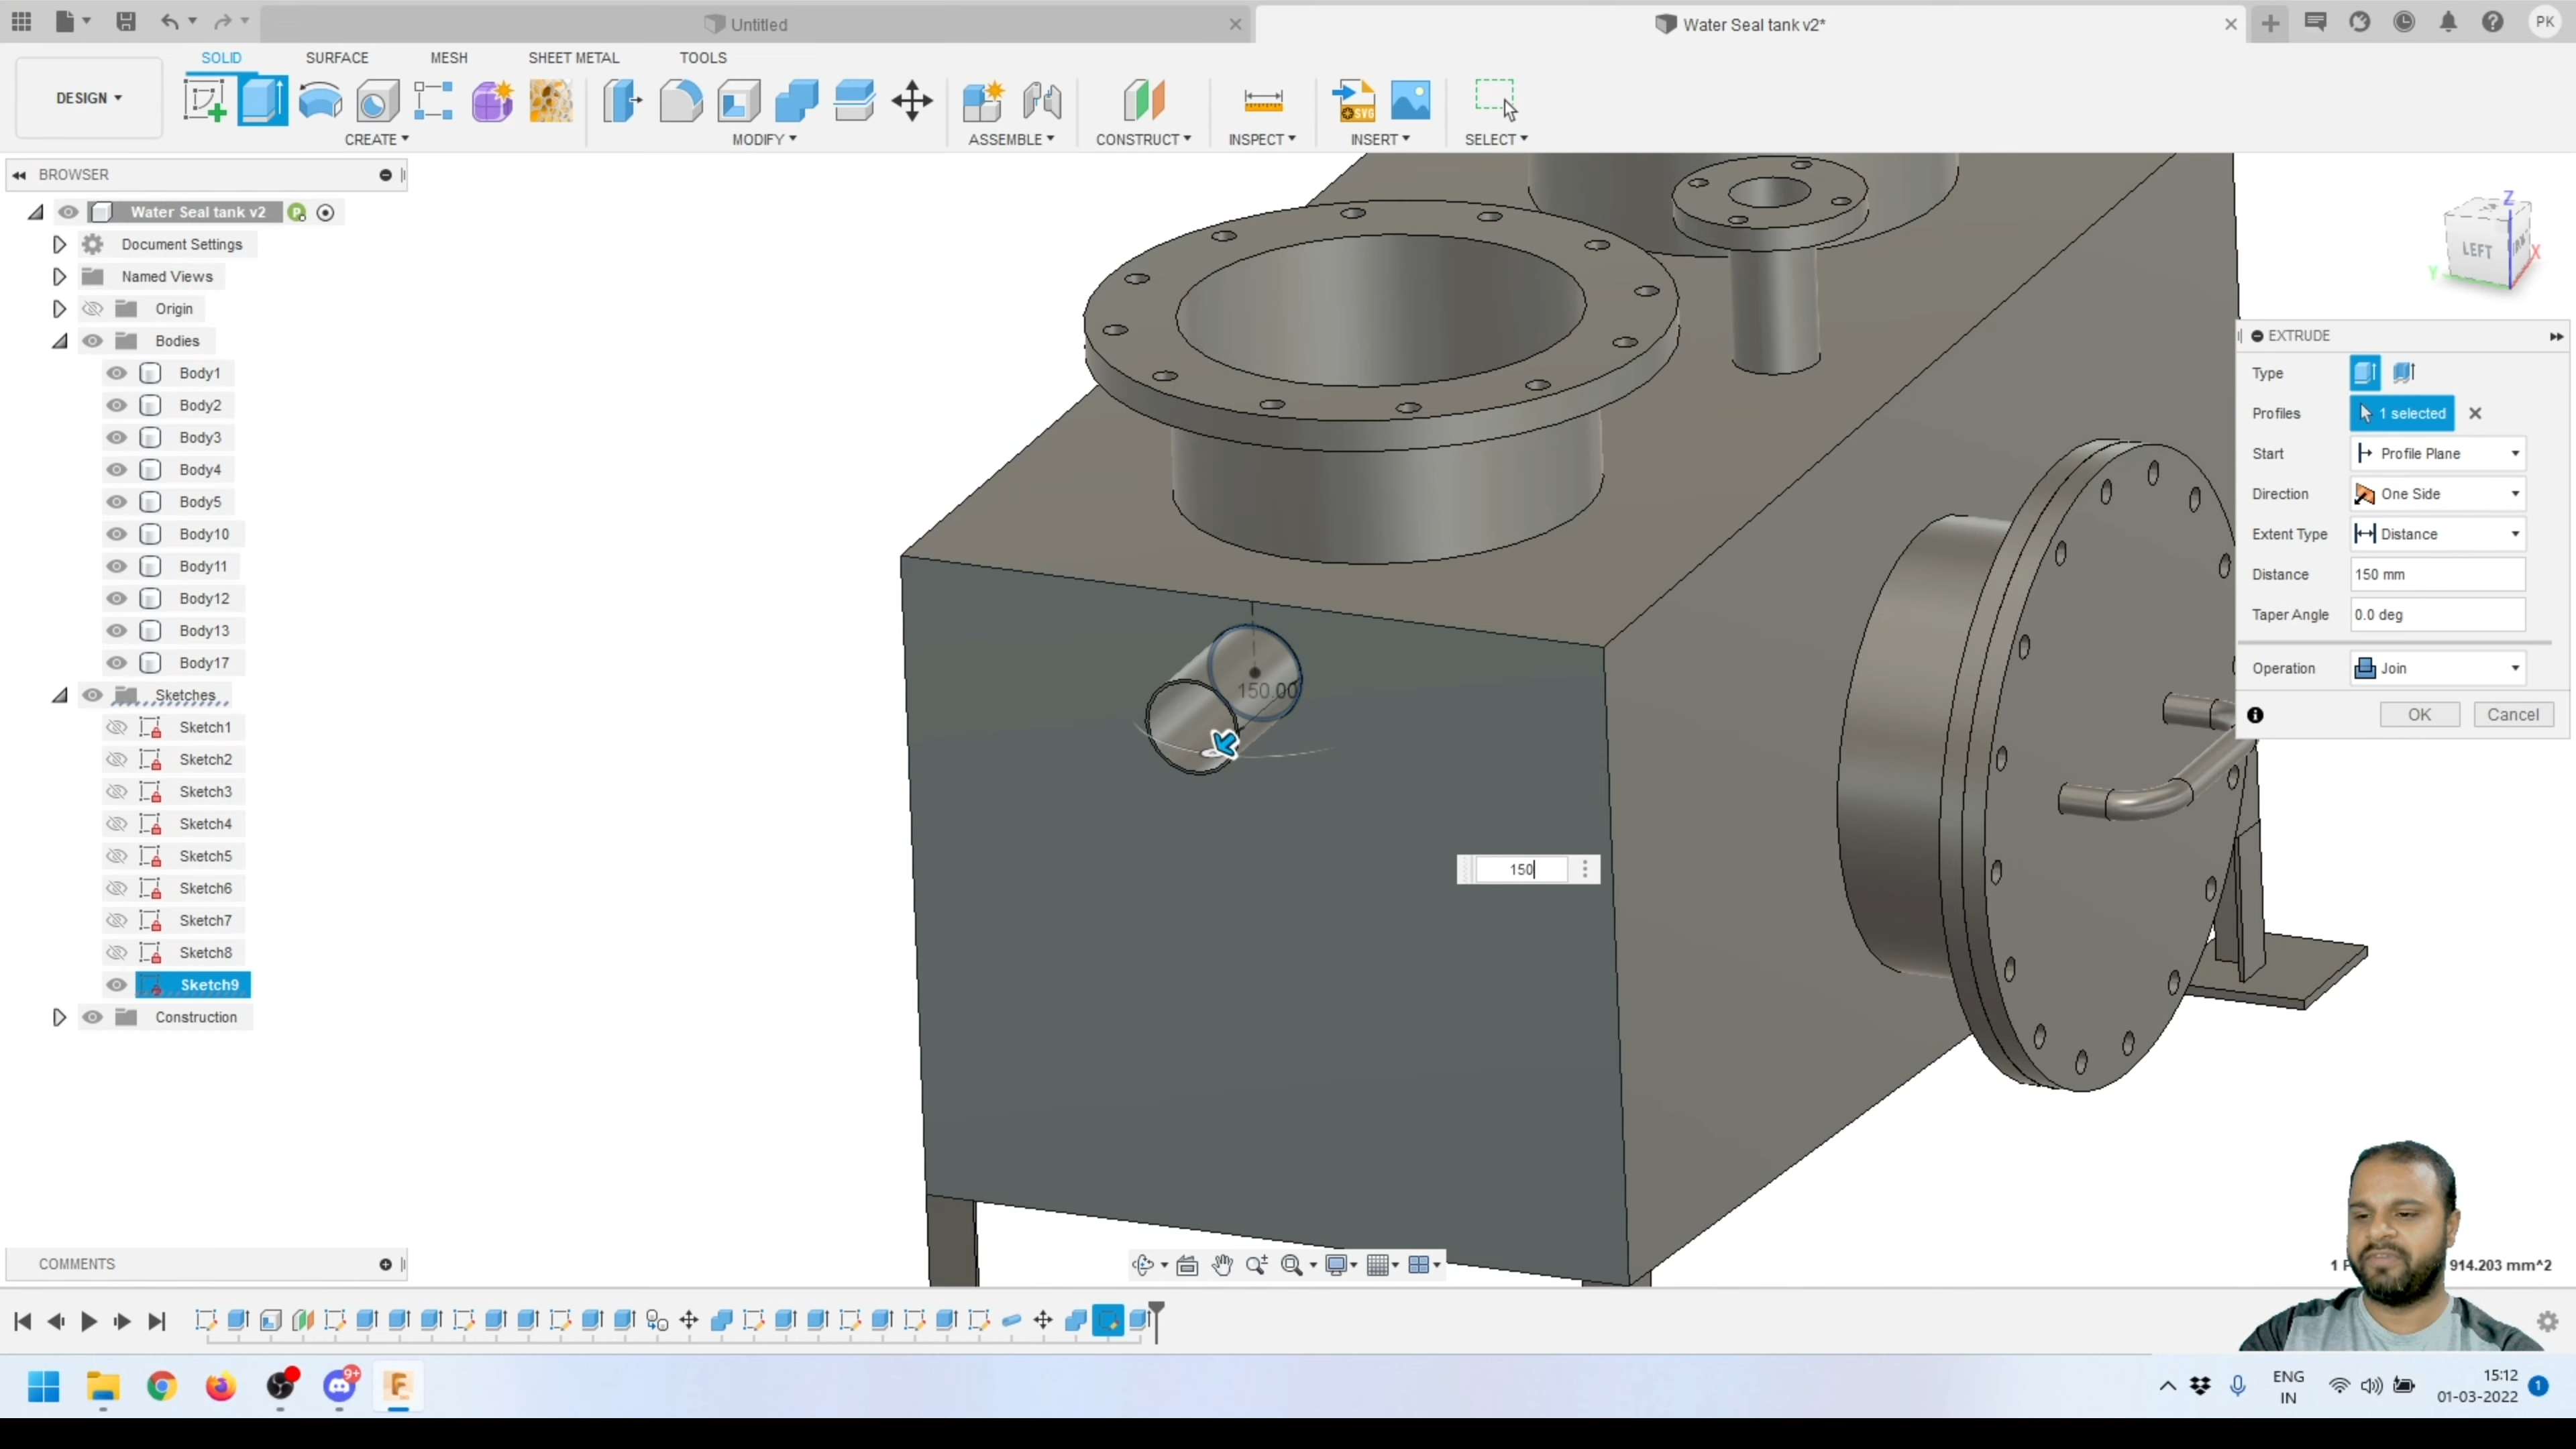 Untitled
Water Seal tank v2*
PK
SOLID
SURFACE
MESH
SHEET METAL
TOOLS
DESIGN
CREATE
MODIFY
ASSEMBLE
CONSTRUCT
INSPECT
SVG
INSERT
SELECT
BROWSER
Water Seal tank v2
Document Settings
Named Views
Origin
Bodies
Body1
Body2
Body3
Body4
Body5
Body10
Body11
Body12
Body13
Body17
Sketches
Sketch1
Sketch2
Sketch3
Sketch4
Sketch5
Sketch6
Sketch7
Sketch8
Sketch9
Construction
Z
LEFT
X
Y
150.00
150
EXTRUDE
Type
Profiles 1 selected
Start Profile Plane
Direction One Side
Extent Type Distance
Distance 150 mm
Taper Angle 0.0 deg
Operation Join
OK Cancel
COMMENTS
914.203 mm^2
9+
F
ENG
IN
15:12
01-03-2022
1